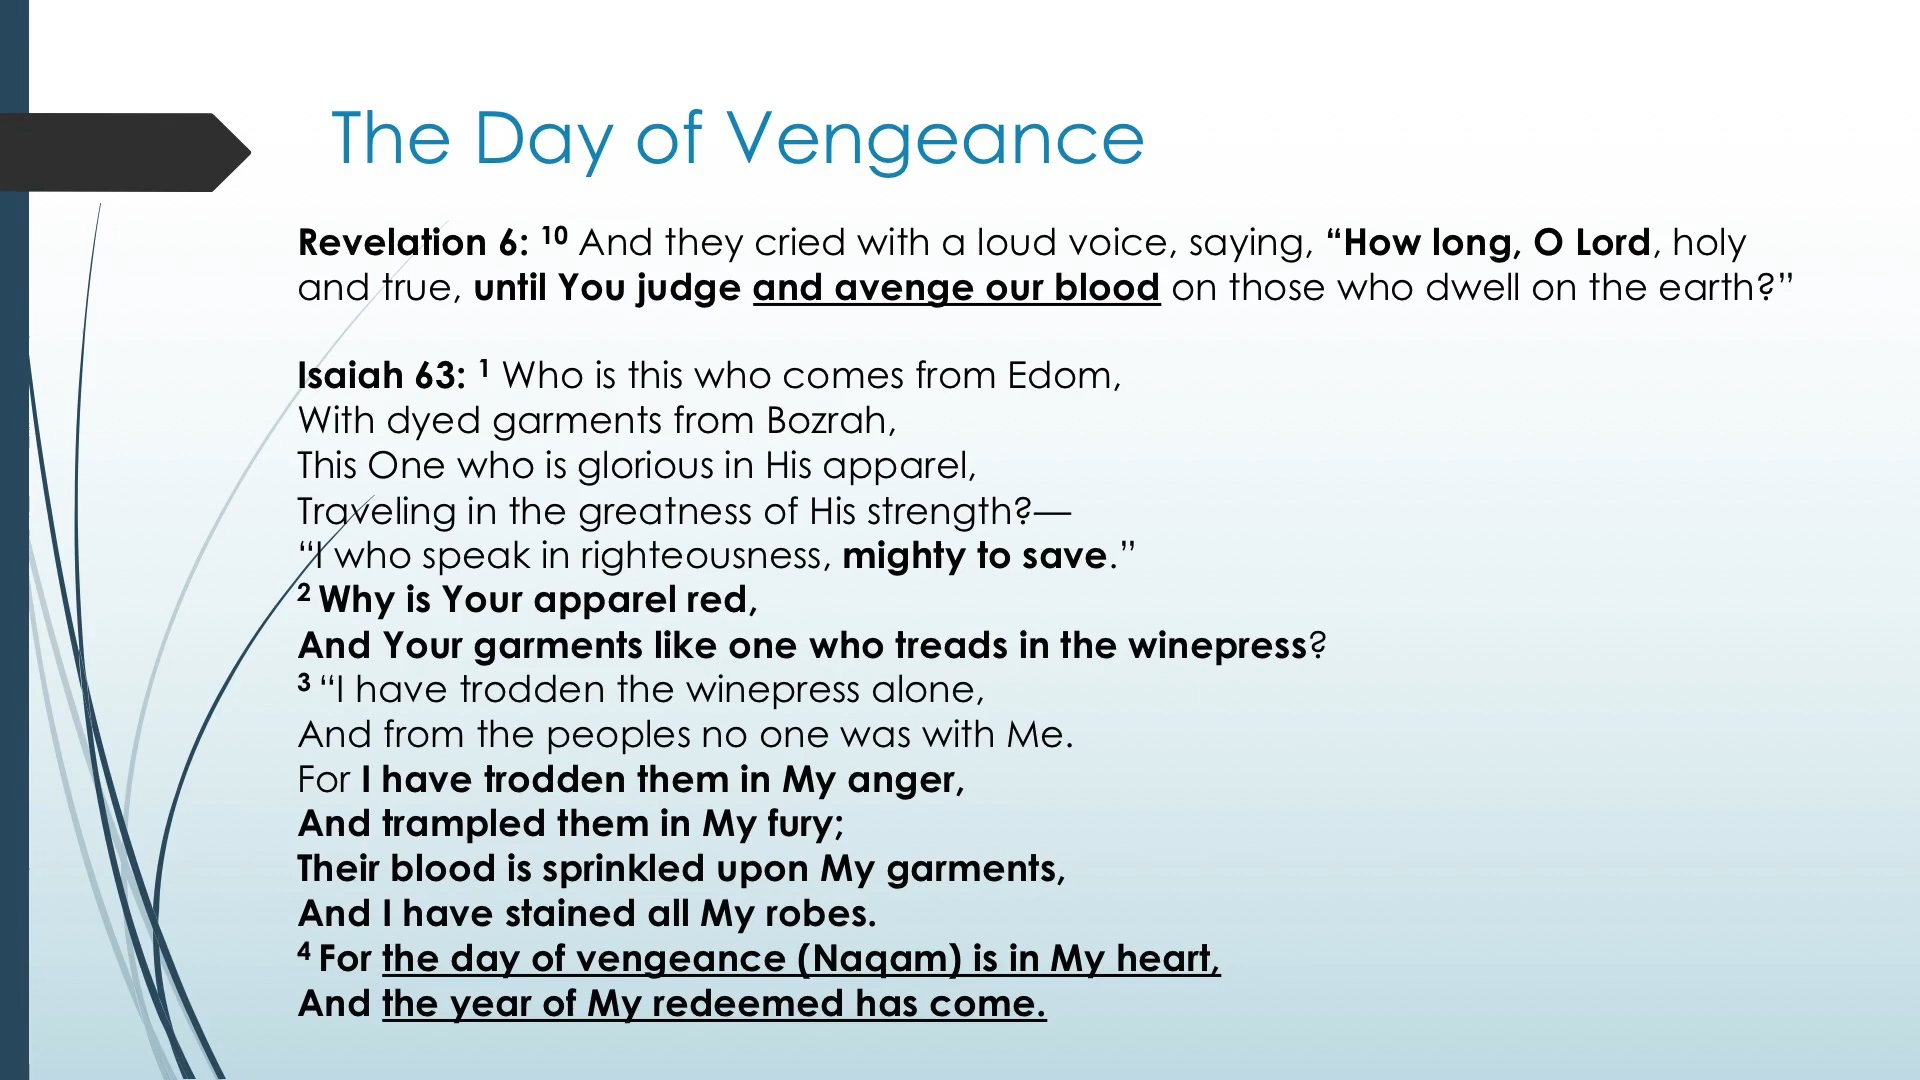 The Day of Vengeance
Revelation 6: 10 And they cried with a loud voice, saying, “How long, O Lord, holy
and true, until You judge and avenge our blood on those who dwell on the earth?”
Isaiah 63: 1 Who is this who comes from Edom,
With dyed garments from Bozrah,
This One who is glorious in His apparel,
Traveling in the greatness of His strength?—
“I who speak in righteousness, mighty to save.”
2 Why is Your apparel red,
And Your garments like one who treads in the winepress?
3 “I have trodden the winepress alone,
And from the peoples no one was with Me.
For I have trodden them in My anger,
And trampled them in My fury;
Their blood is sprinkled upon My garments,
And I have stained all My robes.
4 For the day of vengeance (Naqam) is in My heart,
And the year of My redeemed has come.